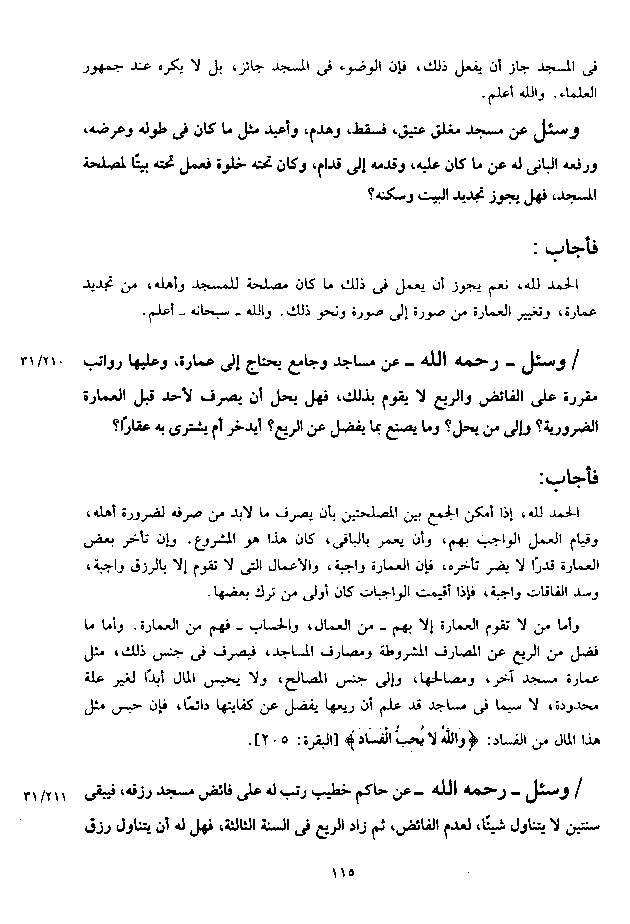 فى المسجد جاز أن يفعل ذلك، فإن الوضوء فى المسجد جائز، بل لا يكره عند جمهور
العلماء. والله أعلم.
وسئل عن مسجد مغلق عتيق، فسقط، وهدم، وأعيد مثل ما كان فى طوله وعرضه،
ورفعه البانى له عن ما كان عليه، وقدمه إلى قدام، وكان تحته خلوة فعمل تحته بيتًا لمصلحة
المسجد، فهل يجوز تجديد البيت وسكنه؟
فأجاب :
الحمد لله، نعم يجوز أن يعمل فى ذلك ما كان مصلحة للمسجد وأهله، من تجديد
عمارة، وتغيير العمارة من صورة إلى صورة ونحو ذلك. والله ـ سبحانه ـ أعلم.
/ وسئل ـ رحمه الله ـ عن مساجد وجامع يحتاج إلى عمارة، وعليها رواتب ٣١/٢١٠
مقررة على الفائض والريع لا يقوم بذلك، فهل يحل أن يصرف لأحد قبل العمارة
الضرورية؟ وإلى من يحل؟ وما يصنع بما يفضل عن الريع؟ أيدخر أم يشترى به عقارًا؟
فأجاب:
الحمد لله، إذا أمكن الجمع بين المصلحتين بأن يصرف ما لابد من صرفه لضرورة أهله،
وقيام العمل الواجب بهم، وأن يعمر بالباقى، كان هذا هو المشروع. وإن تأخر بعض
العمارة قدرًا لا يضر تأخره، فإن العمارة واجبة، والأعمال التى لا تقوم إلا بالرزق واجبة،
وسد الفاقات واجبة، فإذا أقيمت الواجبات كان أولى من ترك بعضها.
وأما من لا تقوم العمارة إلا بهم ـ من العمال، والحساب ـ فهم من العمارة. وأما ما
فضل من الريع عن المصارف المشروطة ومصارف المساجد، فيصرف فى جنس ذلك، مثل
عمارة مسجد آخر، ومصالحها، وإلى جنس المصالح، ولا يحبس المال أبدًا لغير علة
محدودة، لا سيما فى مساجد قد علم أن ريعها يفضل عن كفايتها دائمًا، فإن حبس مثل
هذا المال من الفساد: ﴿وَاللَّهُ لا يُحِبُّ الْفَسَاد﴾ [البقرة: ٢٠٥].
/ وسئل ـ رحمه الله ـ عن حاكم خطيب رتب له على فائض مسجد رزقه، فيبقى ٣١/٢١١
سنتين لا يتناول شيئًا، لعدم الفائض، ثم زاد الريع فى السنة الثالثة، فهل له أن يتناول رزق
١١٥